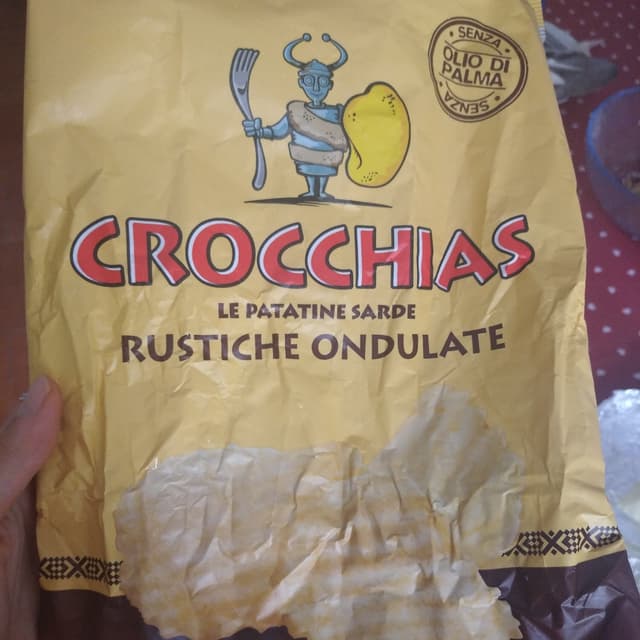 SENZA
OLIO DI
PALMA
SENZA
CROCCHIAS
LE PATATINE SARDE
RUSTICHE ONDULATE